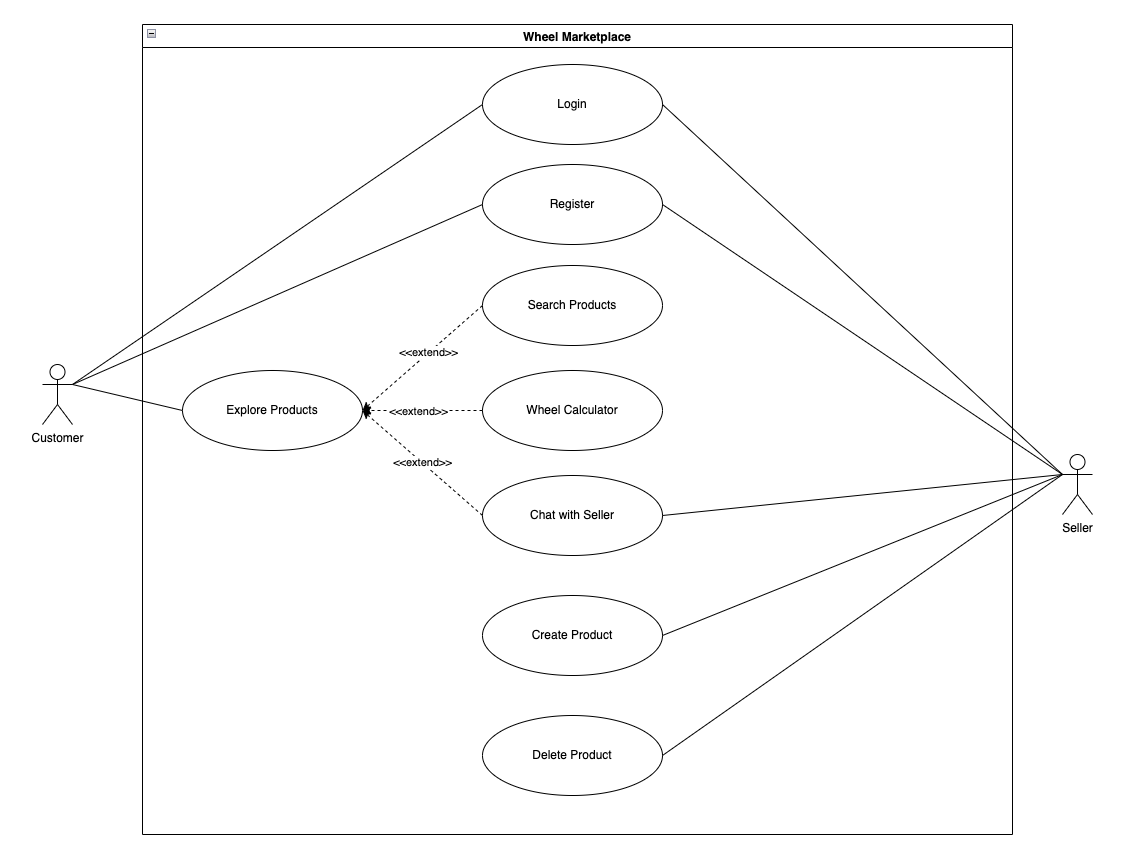 Wheel Marketplace
Login
Register
Search Products
<<extend>>
Explore Products
<<extend>>
Wheel Calculator
Customer
<<extend>>
Chat with Seller
Seller
Create Product
Delete Product